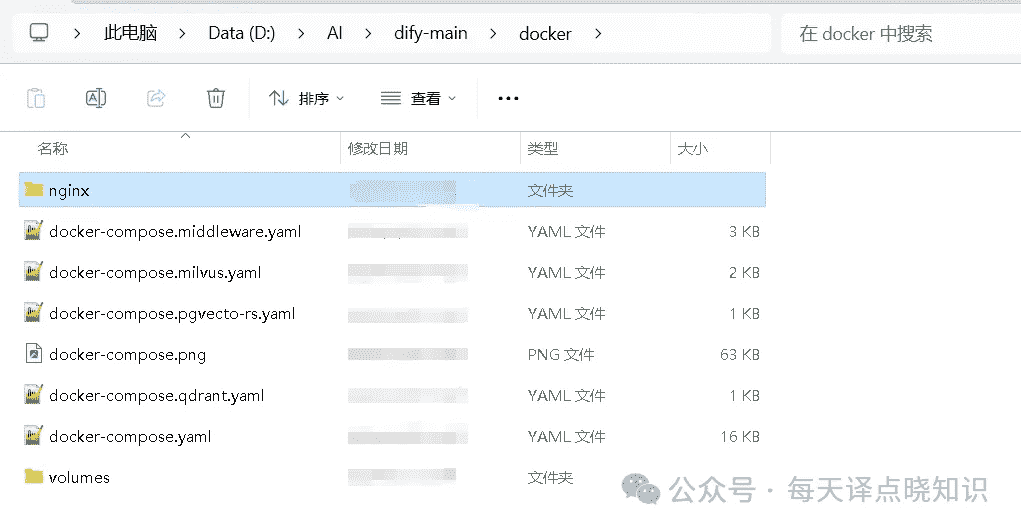 此电脑 > Data (D:) > AI > dify-main > docker >
在 docker 中搜索
排序 查看
名称 修改日期 类型 大小
nginx 文件夹
docker-compose.middleware.yaml YAML 文件 3 KB
docker-compose.milvus.yaml YAML 文件 2 KB
docker-compose.pgvecto-rs.yaml YAML 文件 1 KB
docker-compose.png PNG 文件 63 KB
docker-compose.qdrant.yaml YAML 文件 1 KB
docker-compose.yaml YAML 文件 16 KB
volumes 文件夹
公众号 · 每天译点晓知识